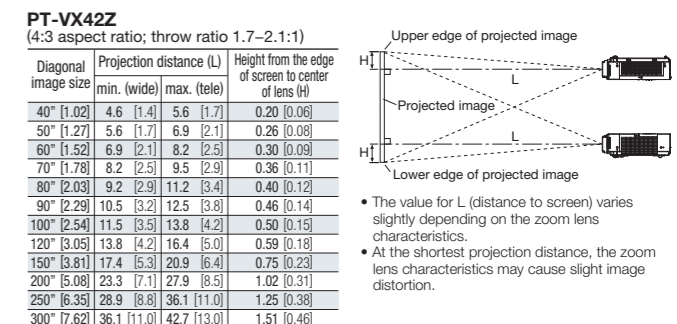 PT-VX42Z
(4:3 aspect ratio; throw ratio 1.7–2.1:1)
Diagonal image size | Projection distance (L) | Height from the edge of screen to center of lens (H)
min. (wide) | max. (tele)
40” [1.02] 4.6 [1.4] 5.6 [1.7] 0.20 [0.06]
50” [1.27] 5.6 [1.7] 6.9 [2.1] 0.26 [0.08]
60” [1.52] 6.9 [2.1] 8.2 [2.5] 0.30 [0.09]
70” [1.78] 8.2 [2.5] 9.5 [2.9] 0.36 [0.11]
80” [2.03] 9.2 [2.9] 11.2 [3.4] 0.40 [0.12]
90” [2.29] 10.5 [3.2] 12.5 [3.8] 0.46 [0.14]
100” [2.54] 11.5 [3.5] 13.8 [4.2] 0.50 [0.15]
120” [3.05] 13.8 [4.2] 16.4 [5.0] 0.59 [0.18]
150” [3.81] 17.4 [5.3] 20.9 [6.4] 0.75 [0.23]
200” [5.08] 23.3 [7.1] 27.9 [8.5] 1.02 [0.31]
250” [6.35] 28.9 [8.8] 36.1 [11.0] 1.25 [0.38]
300” [7.62] 36.1 [11.0] 42.7 [13.0] 1.51 [0.46]
Upper edge of projected image
H
L
Projected image
L
H
Lower edge of projected image
• The value for L (distance to screen) varies
slightly depending on the zoom lens
characteristics.
• At the shortest projection distance, the zoom
lens characteristics may cause slight image
distortion.